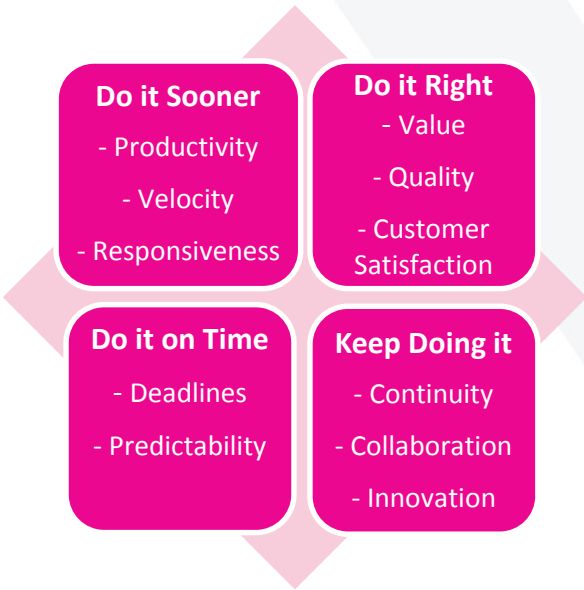 Do it Sooner
- Productivity
- Velocity
- Responsiveness
Do it Right
- Value
- Quality
- Customer
Satisfaction
Do it on Time
- Deadlines
- Predictability
Keep Doing it
- Continuity
- Collaboration
- Innovation